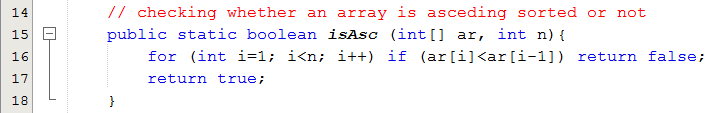 14 // checking whether an array is asceding sorted or not
15 public static boolean isAsc (int[] ar, int n){
16 for (int i=1; i<n; i++) if (ar[i]<ar[i-1]) return false;
17 return true;
18 }